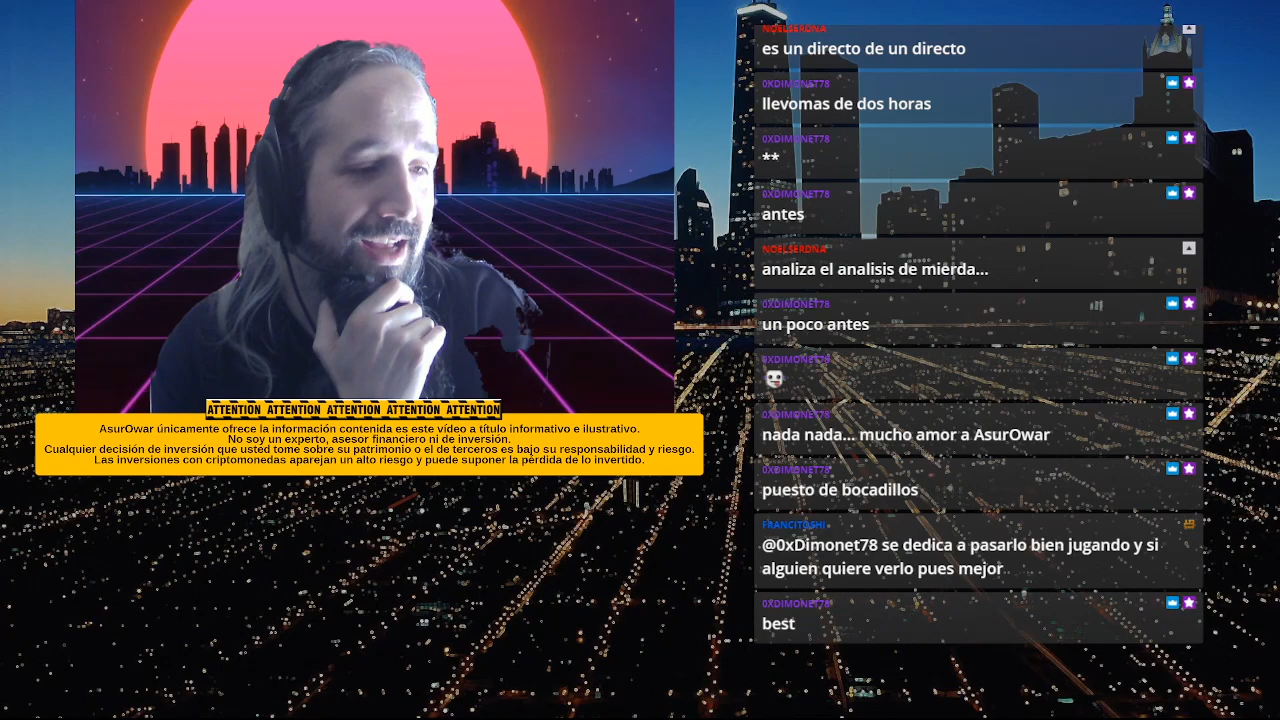 ATTENTION ATTENTION ATTENTION ATTENTION ATTENTION
AsurOwar únicamente ofrece la información contenida es este vídeo a título informativo e ilustrativo.
No soy un experto, asesor financiero ni de inversión.
Cualquier decisión de inversión que usted tome sobre su patrimonio o el de terceros es bajo su responsabilidad y riesgo.
Las inversiones con criptomonedas aparejan un alto riesgo y puede suponer la pérdida de lo invertido.
NOELSERDNA
es un directo de un directo
0XDIMONET78
llevomas de dos horas
0XDIMONET78
**
0XDIMONET78
antes
NOELSERDNA
analiza el analisis de mierda...
0XDIMONET78
un poco antes
0XDIMONET78
0XDIMONET78
nada nada... mucho amor a AsurOwar
0XDIMONET78
puesto de bocadillos
FRANCITOSHI
@0xDimonet78 se dedica a pasarlo bien jugando y si
alguien quiere verlo pues mejor
0XDIMONET78
best